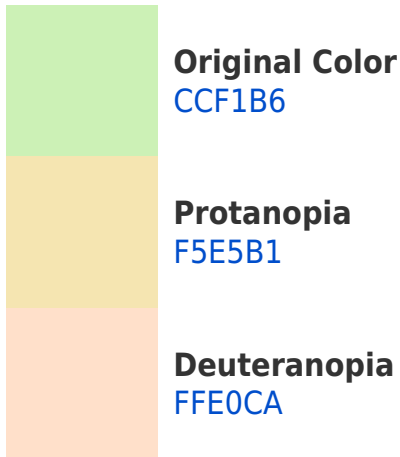 Original Color
CCF1B6
Protanopia
F5E5B1
Deuteranopia
FFE0CA